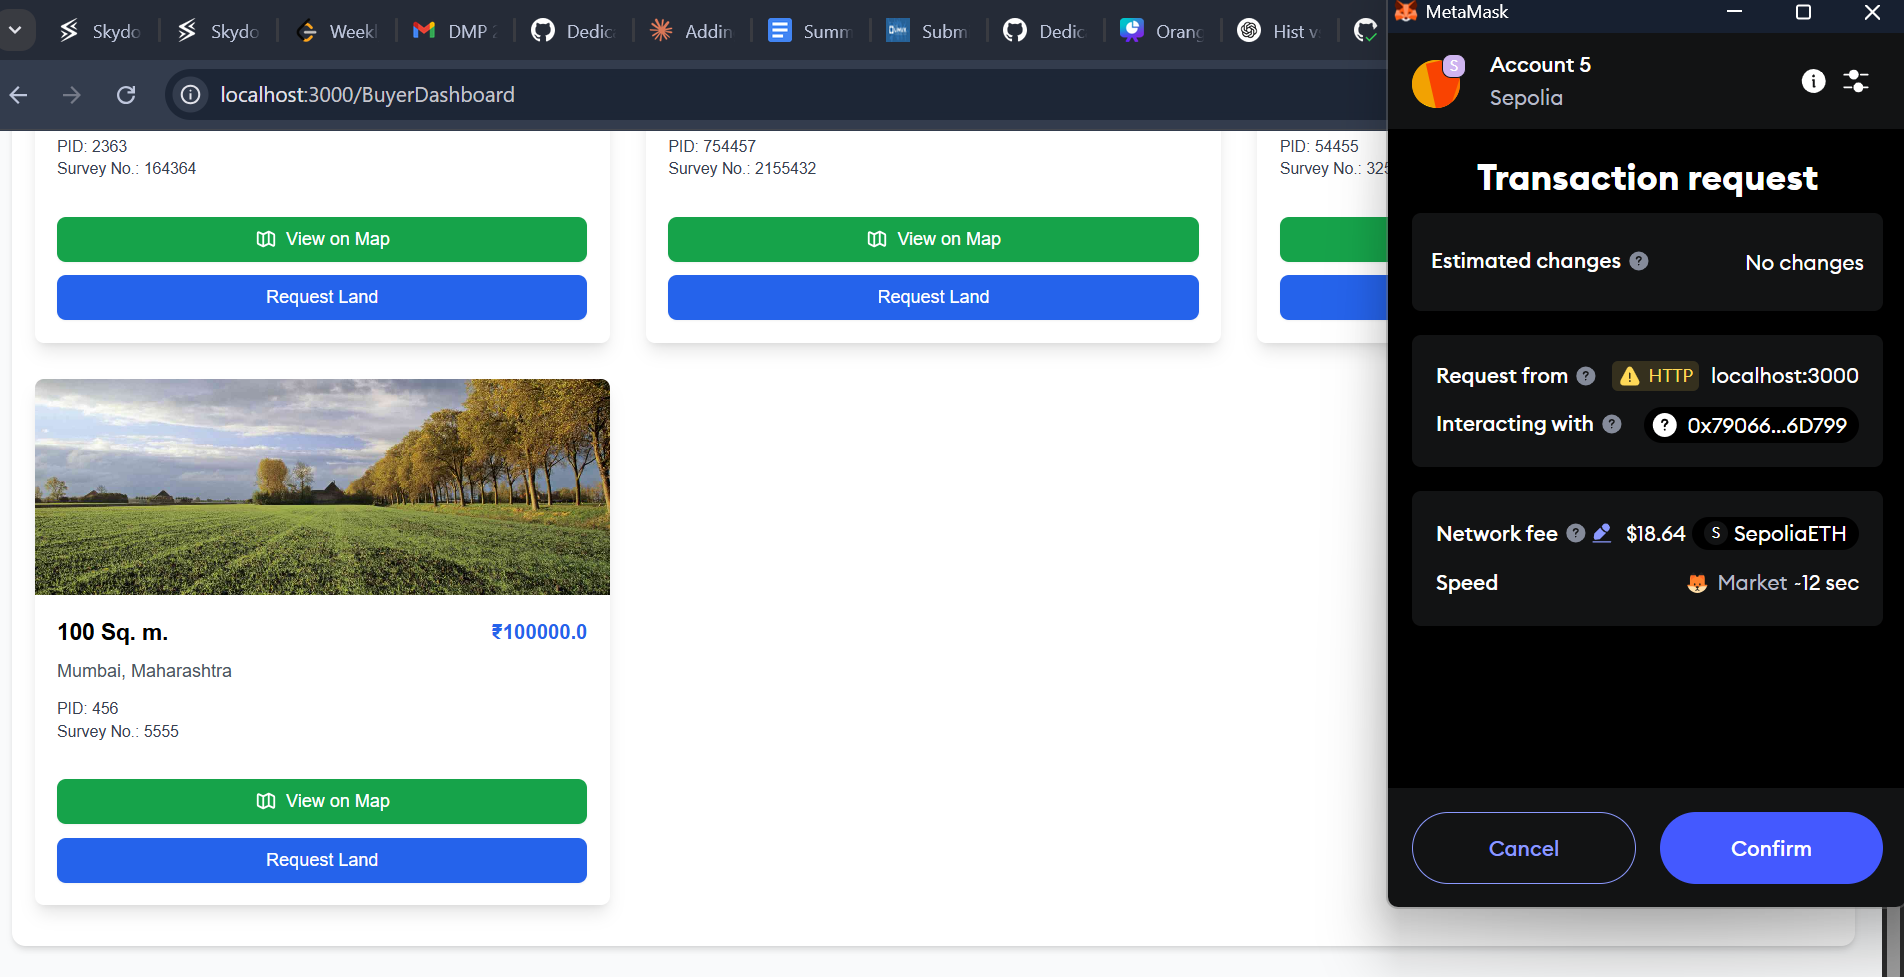 Skydo
Skydo
Weekl
DMP 2
Dedic
Addin
Summ
Subm
Dedic
Orang
Hist vs
MetaMask
localhost:3000/BuyerDashboard
S
Account 5
Sepolia
PID: 2363
Survey No.: 164364
View on Map
Request Land
PID: 754457
Survey No.: 2155432
View on Map
Request Land
PID: 54455
Survey No.: 325
100 Sq. m.
₹100000.0
Mumbai, Maharashtra
PID: 456
Survey No.: 5555
View on Map
Request Land
Transaction request
Estimated changes ? No changes
Request from ? HTTP localhost:3000
Interacting with ? ? 0x79066...6D799
Network fee ? $18.64 S SepoliaETH
Speed Market ~12 sec
Cancel
Confirm